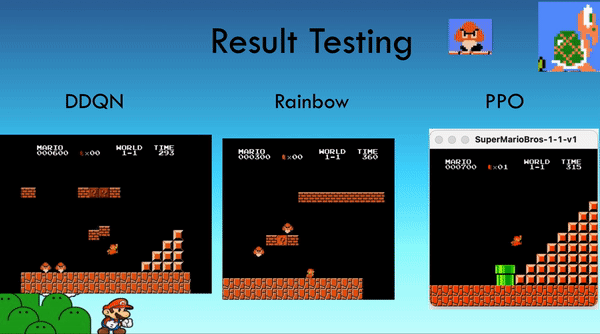 Result Testing
DDQN
Rainbow
PPO
MARIO WORLD TIME
000600 x00 1-1 293
MARIO WORLD TIME
000300 x00 1-1 360
SuperMarioBros-1-1-v1
MARIO WORLD TIME
000700 x01 1-1 315